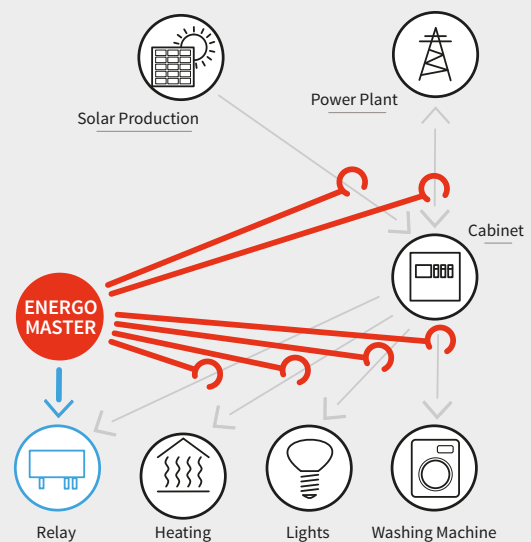 Solar Production
Power Plant
Cabinet
ENERGO
MASTER
Relay
Heating
Lights
Washing Machine